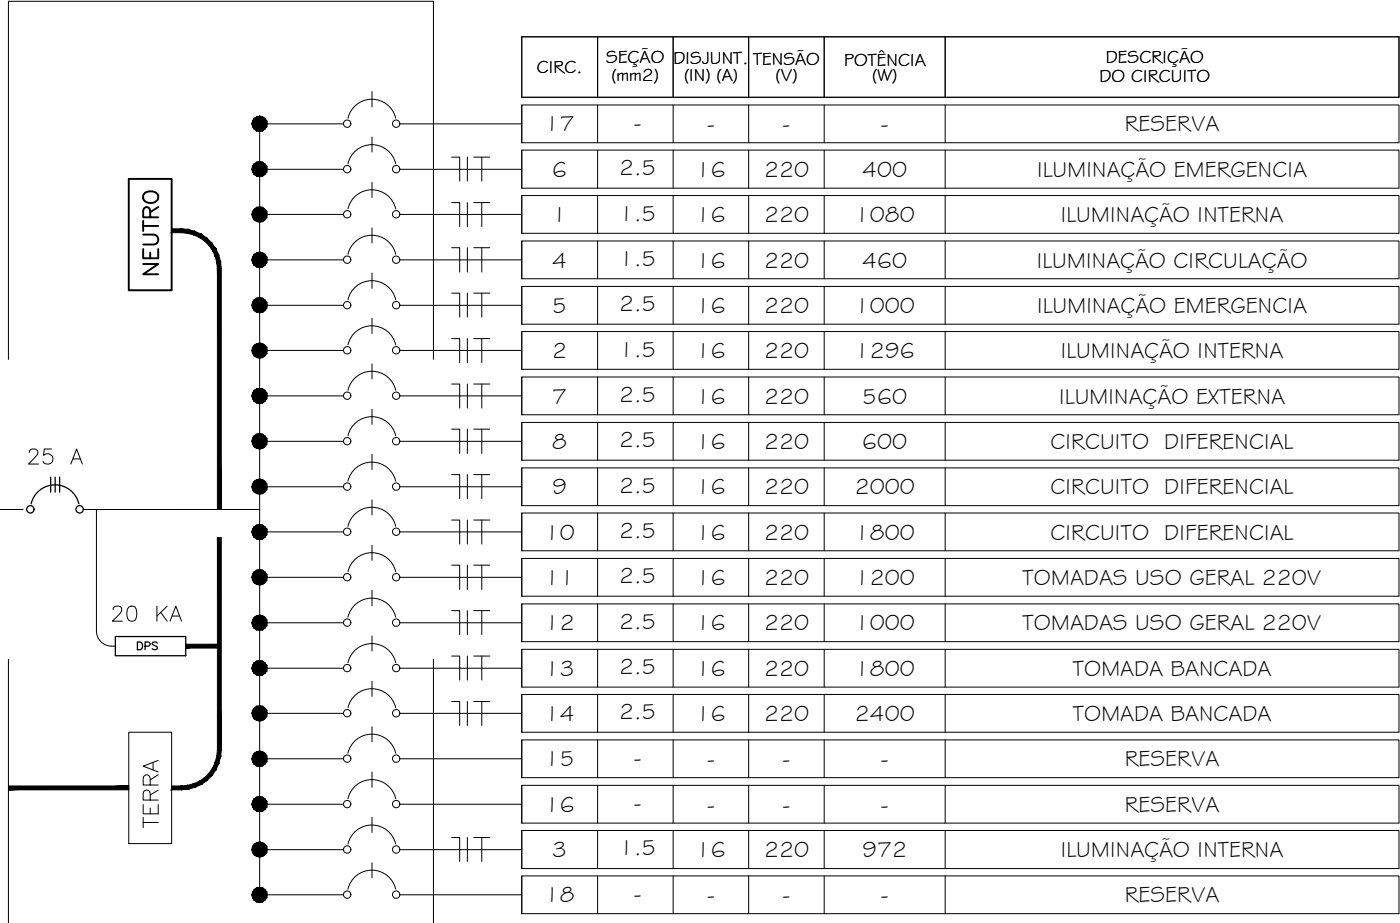 CIRC. SEÇÃO (mm2) DISJUNT. (IN) (A) TENSÃO (V) POTÊNCIA (W) DESCRIÇÃO DO CIRCUITO
17 - - - - RESERVA
6 2.5 16 220 400 ILUMINAÇÃO EMERGENCIA
1 1.5 16 220 1080 ILUMINAÇÃO INTERNA
4 1.5 16 220 460 ILUMINAÇÃO CIRCULAÇÃO
5 2.5 16 220 1000 ILUMINAÇÃO EMERGENCIA
2 1.5 16 220 1296 ILUMINAÇÃO INTERNA
7 2.5 16 220 560 ILUMINAÇÃO EXTERNA
8 2.5 16 220 600 CIRCUITO DIFERENCIAL
9 2.5 16 220 2000 CIRCUITO DIFERENCIAL
10 2.5 16 220 1800 CIRCUITO DIFERENCIAL
11 2.5 16 220 1200 TOMADAS USO GERAL 220V
12 2.5 16 220 1000 TOMADAS USO GERAL 220V
13 2.5 16 220 1800 TOMADA BANCADA
14 2.5 16 220 2400 TOMADA BANCADA
15 - - - - RESERVA
16 - - - - RESERVA
3 1.5 16 220 972 ILUMINAÇÃO INTERNA
18 - - - - RESERVA
NEUTRO
25 A
20 KA
DPS
TERRA